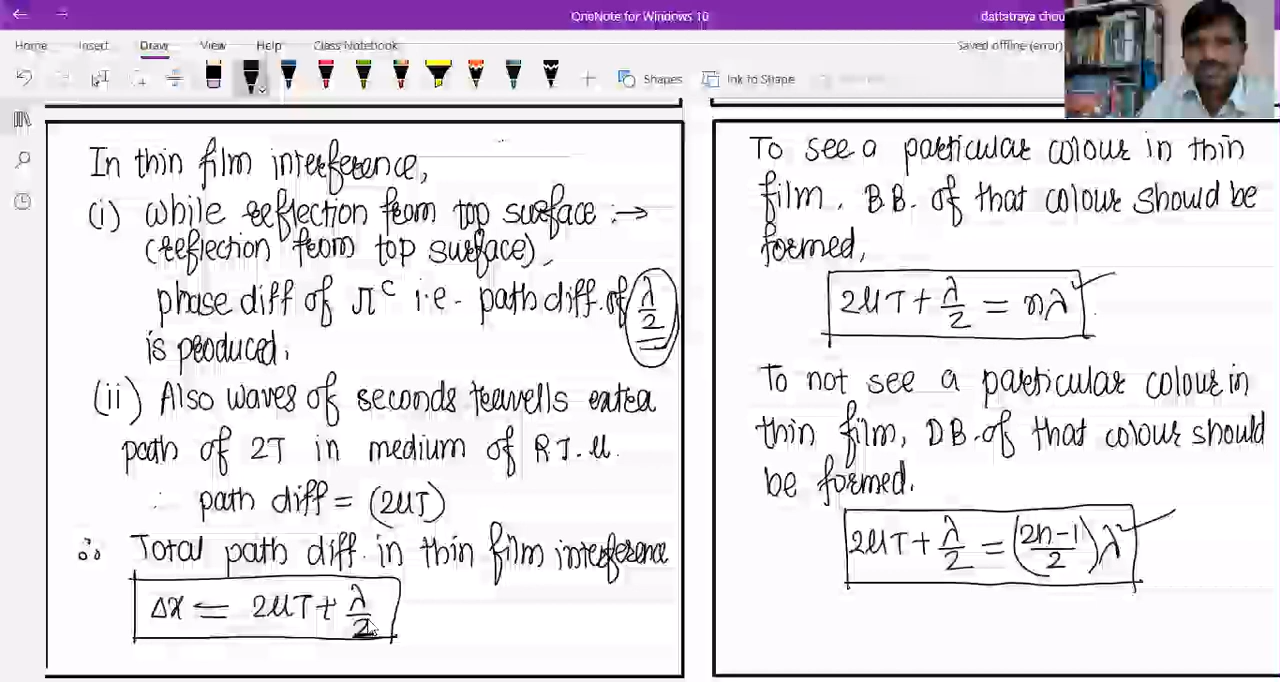 OneNote for Windows 10
dattatraya chou
Home Insert Draw View Help Class Notebook
Saved offline (error)
Shapes
Ink to Shape
In thin film interference,
(i) while reflection from top surface :→
(reflection from top surface),
phase diff of πᶜ i.e- path diff. of λ/2
is produced.
(ii) Also waves of seconds travells extra
path of 2T in medium of R.I. μ.
∴ path diff = (2μT)
∴ Total path diff. in thin film interference
Δx = 2μT + λ/2
To see a particular colour in thin
film, B.B. of that colour should be
formed,
2μT + λ/2 = nλ
To not see a particular colour in
thin film, D.B. of that colour should
be formed.
2μT + λ/2 = (2n-1/2)λ